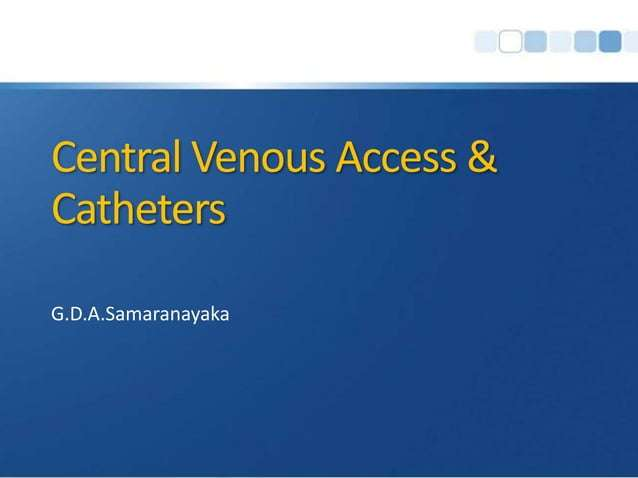 Central Venous Access &
Catheters
G.D.A.Samaranayaka